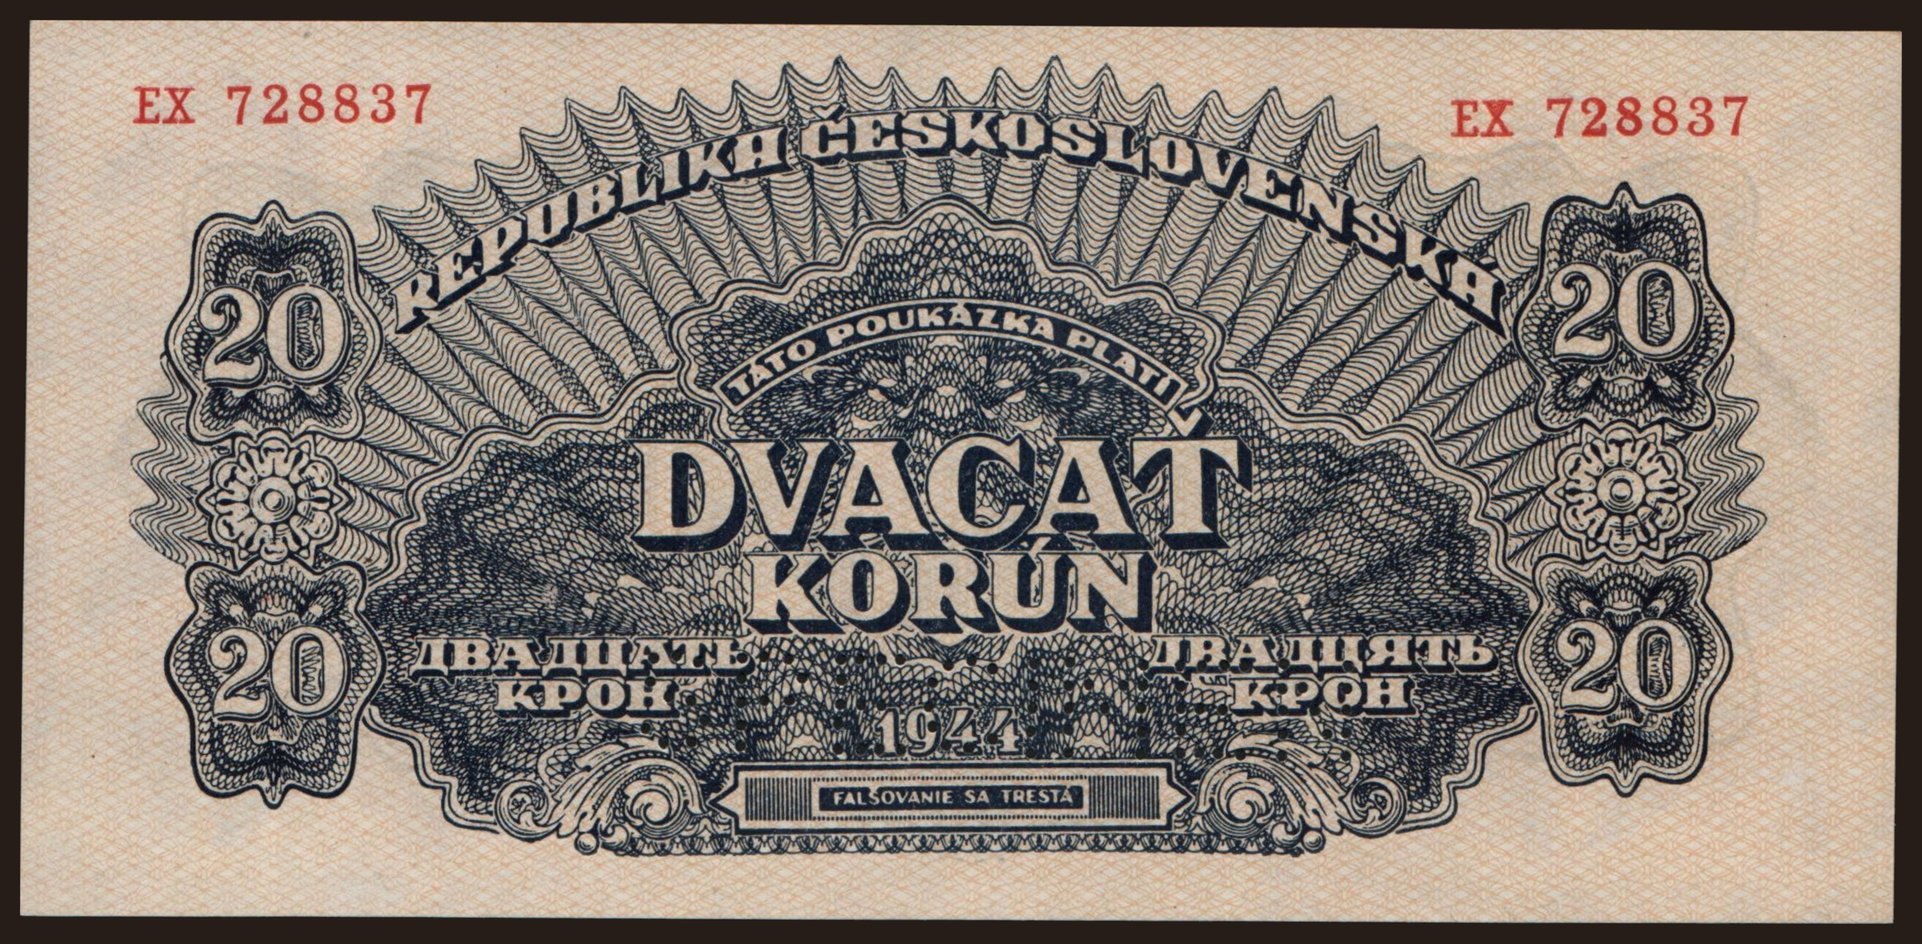 EX 728837
EX 728837
REPUBLIKA ČESKOSLOVENSKÁ
20
20
TÁTO POUKÁZKA PLATÍ
DVACAŤ
KORÚN
ДВАДЦАТЬ
КРОН
ДВАДЦЯТЬ
КРОН
20
20
1944
FALŠOVANIE SA TRESTÁ